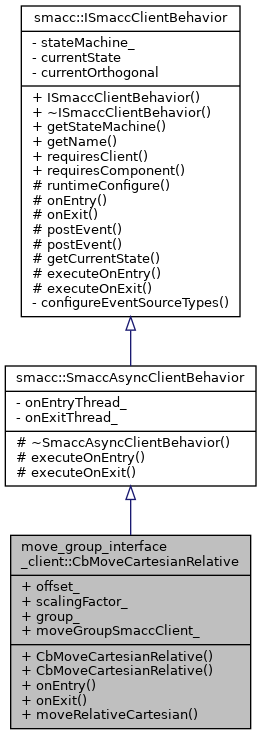 smacc::ISmaccClientBehavior
- stateMachine_
- currentState
- currentOrthogonal
+ ISmaccClientBehavior()
+ ~ISmaccClientBehavior()
+ getStateMachine()
+ getName()
+ requiresClient()
+ requiresComponent()
# runtimeConfigure()
# onEntry()
# onExit()
# postEvent()
# postEvent()
# getCurrentState()
# executeOnEntry()
# executeOnExit()
- configureEventSourceTypes()
smacc::SmaccAsyncClientBehavior
- onEntryThread_
- onExitThread_
# ~SmaccAsyncClientBehavior()
# executeOnEntry()
# executeOnExit()
move_group_interface
_client::CbMoveCartesianRelative
+ offset_
+ scalingFactor_
+ group_
+ moveGroupSmaccClient_
+ CbMoveCartesianRelative()
+ CbMoveCartesianRelative()
+ onEntry()
+ onExit()
+ moveRelativeCartesian()